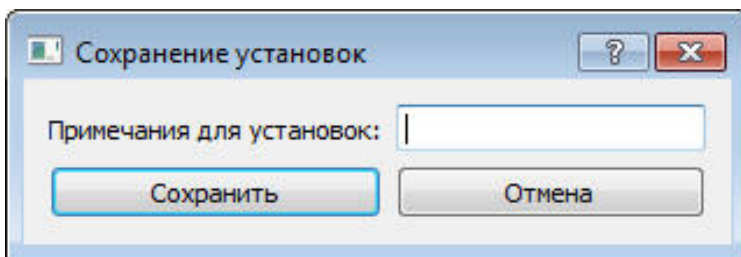 Сохранение установок
Примечания для установок:
Сохранить Отмена